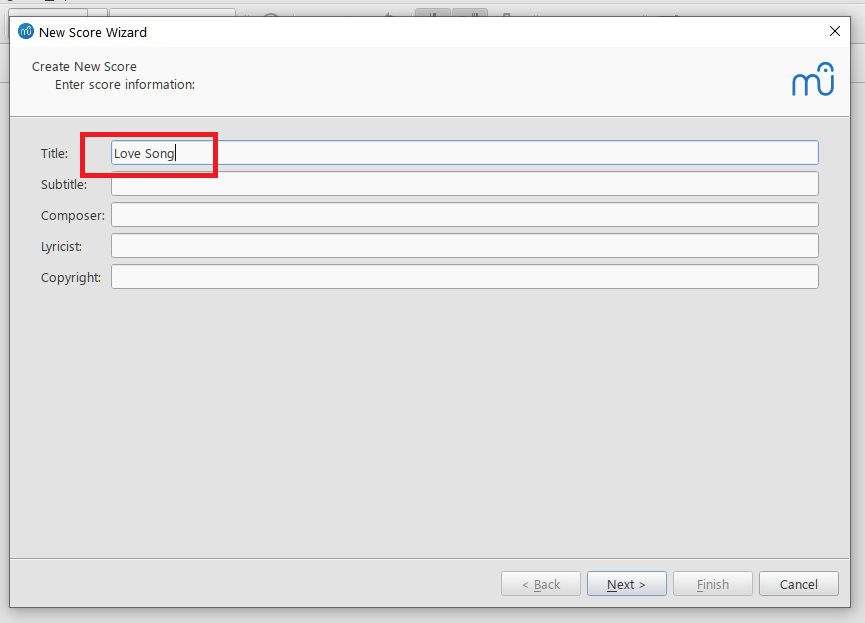 New Score Wizard
Create New Score
Enter score information:
Title: Love Song
Subtitle:
Composer:
Lyricist:
Copyright:
< Back Next > Finish Cancel